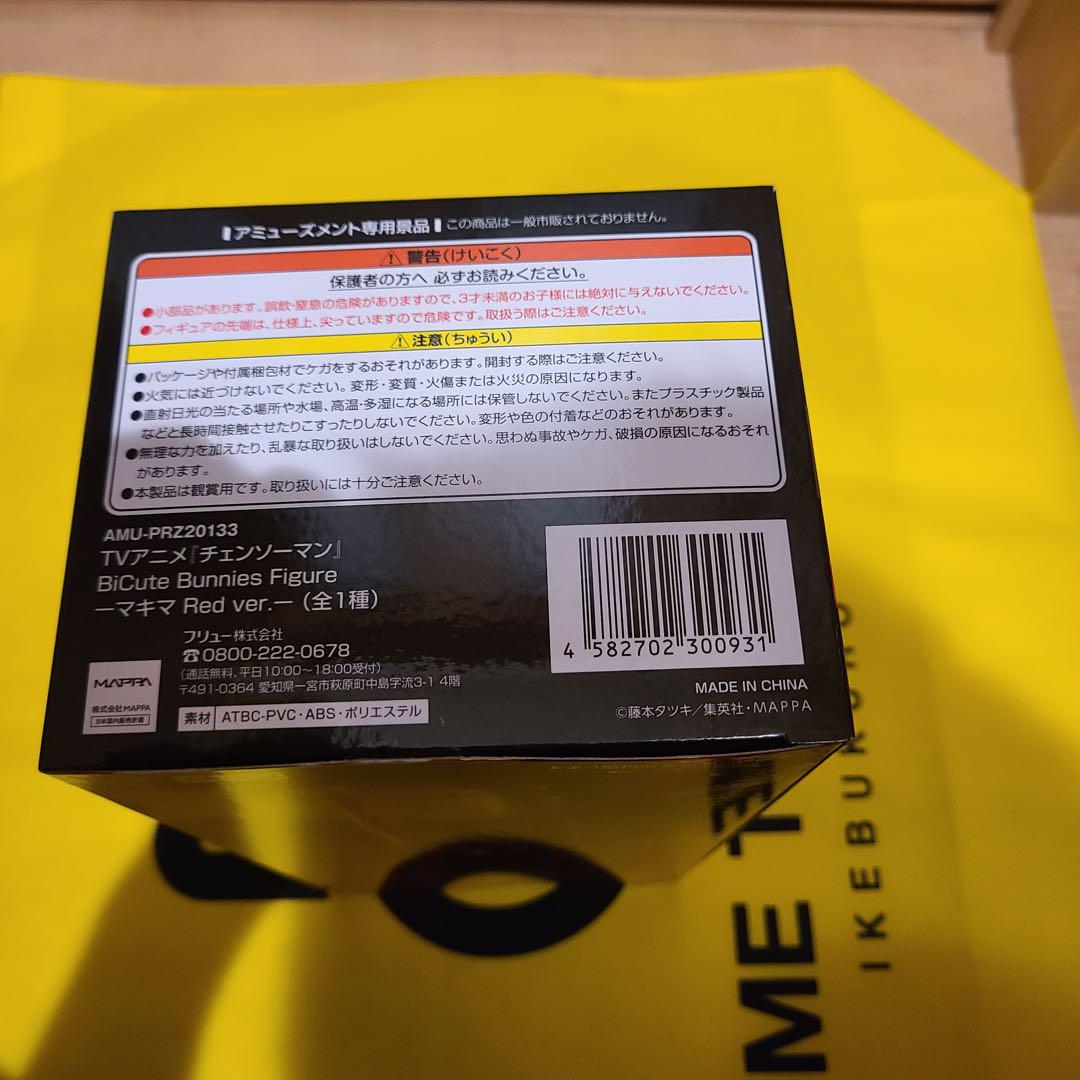 アミューズメント専用景品 この商品は一般市販されておりません。
⚠警告(けいこく)
保護者の方へ 必ずお読みください。
●小部品があります。誤飲・窒息の危険がありますので、3才未満のお子様には絶対に与えないでください。
●フィギュアの先端は、仕様上、尖っていますので危険です。取扱う際はご注意ください。
⚠注意(ちゅうい)
●パッケージや付属梱包材でケガをするおそれがあります。開封する際はご注意ください。
●火気には近づけないでください。変形・変質・火傷または火災の原因になります。
●直射日光の当たる場所や水場、高温・多湿になる場所には保管しないでください。またプラスチック製品
などと長時間接触させたりこすったりしないでください。変形や色の付着などのおそれがあります。
●無理な力を加えたり、乱暴な取り扱いはしないでください。思わぬ事故やケガ、破損の原因になるおそれ
があります。
●本製品は観賞用です。取り扱いには十分ご注意ください。
AMU-PRZ20133
TVアニメ『チェンソーマン』
BiCute Bunnies Figure
―マキマ Red ver.― (全1種)
フリュー株式会社
☎0800-222-0678
(通話無料、平日10:00〜18:00受付)
〒491-0364 愛知県一宮市萩原町中島字流3-1 4階
MAPPA
株式会社MAPPA
日本国内販売許諾
素材 ATBC-PVC・ABS・ポリエステル
4 582702 300931
MADE IN CHINA
©藤本タツキ/集英社・MAPPA
ME
IKEBUKURO